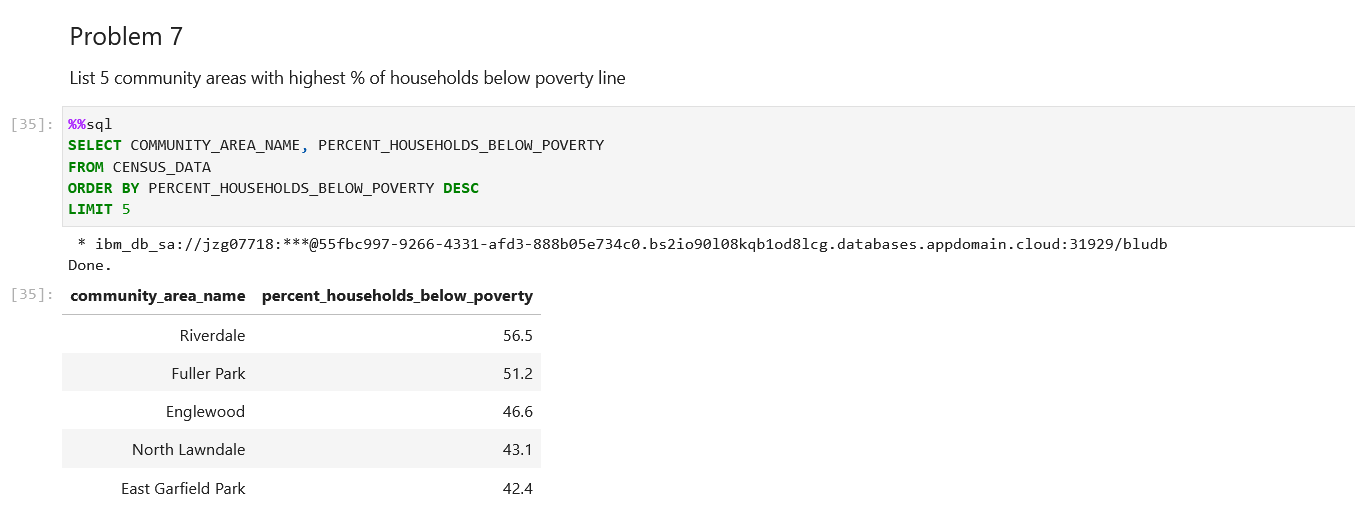 Problem 7
List 5 community areas with highest % of households below poverty line
[35]: %%sql
SELECT COMMUNITY_AREA_NAME, PERCENT_HOUSEHOLDS_BELOW_POVERTY
FROM CENSUS_DATA
ORDER BY PERCENT_HOUSEHOLDS_BELOW_POVERTY DESC
LIMIT 5
* ibm_db_sa://jzg07718:***@55fbc997-9266-4331-afd3-888b05e734c0.bs2io90l08kqb1od8lcg.databases.appdomain.cloud:31929/bludb
Done.
[35]: community_area_name percent_households_below_poverty
Riverdale 56.5
Fuller Park 51.2
Englewood 46.6
North Lawndale 43.1
East Garfield Park 42.4